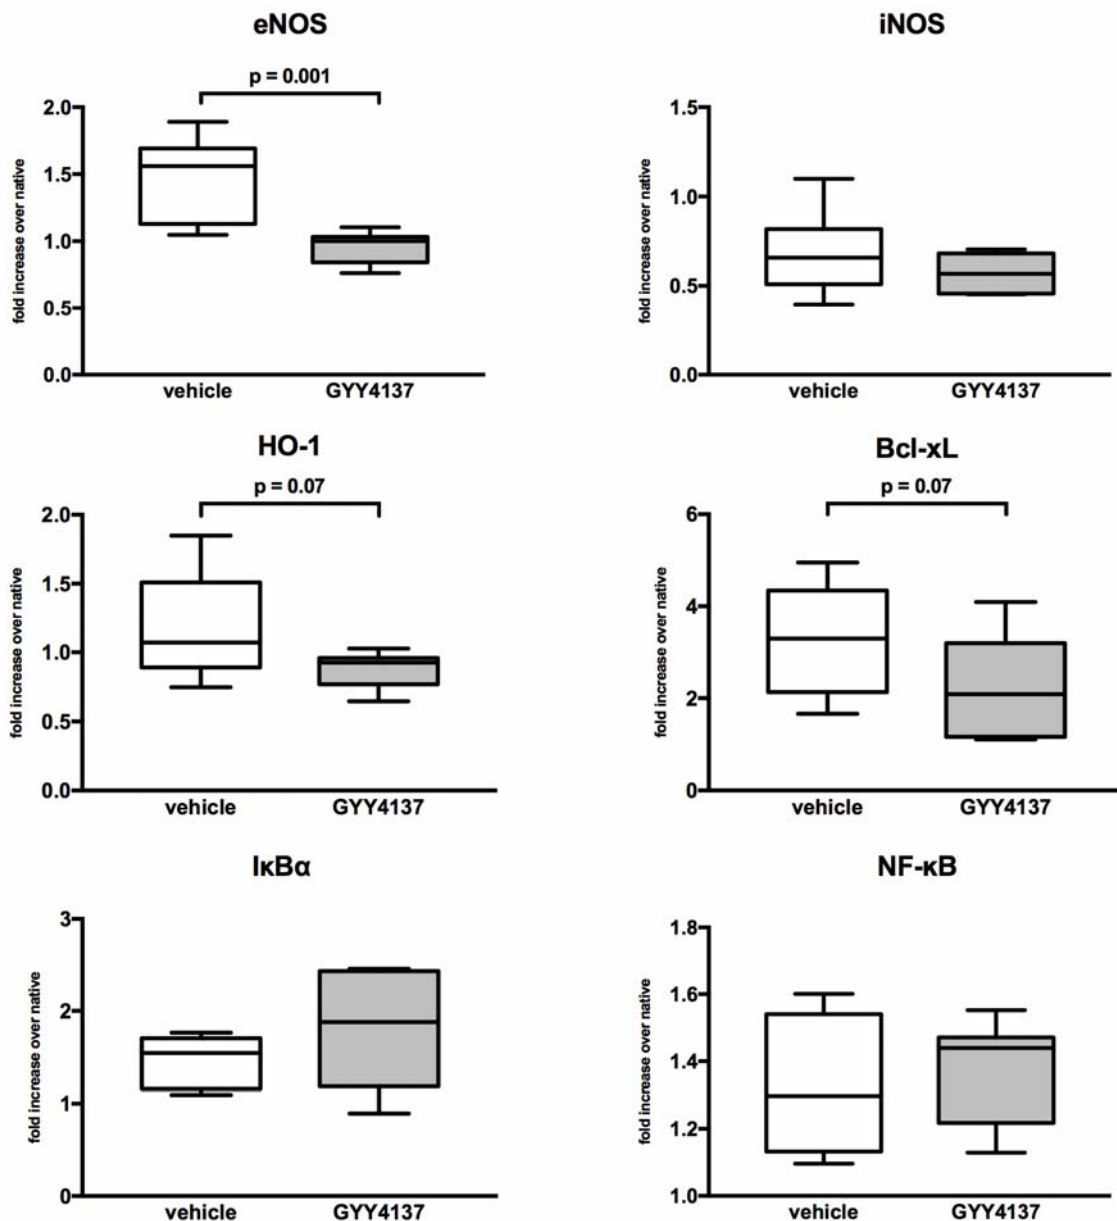 eNOS
p = 0.001
fold increase over native
2.0
1.5
1.0
0.5
0.0
vehicle GYY4137
iNOS
fold increase over native
1.5
1.0
0.5
0.0
vehicle GYY4137
HO-1
p = 0.07
fold increase over native
2.0
1.5
1.0
0.5
0.0
vehicle GYY4137
Bcl-xL
p = 0.07
fold increase over native
6
4
2
0
vehicle GYY4137
IκBα
fold increase over native
3
2
1
0
vehicle GYY4137
NF-κB
fold increase over native
1.8
1.6
1.4
1.2
1.0
vehicle GYY4137